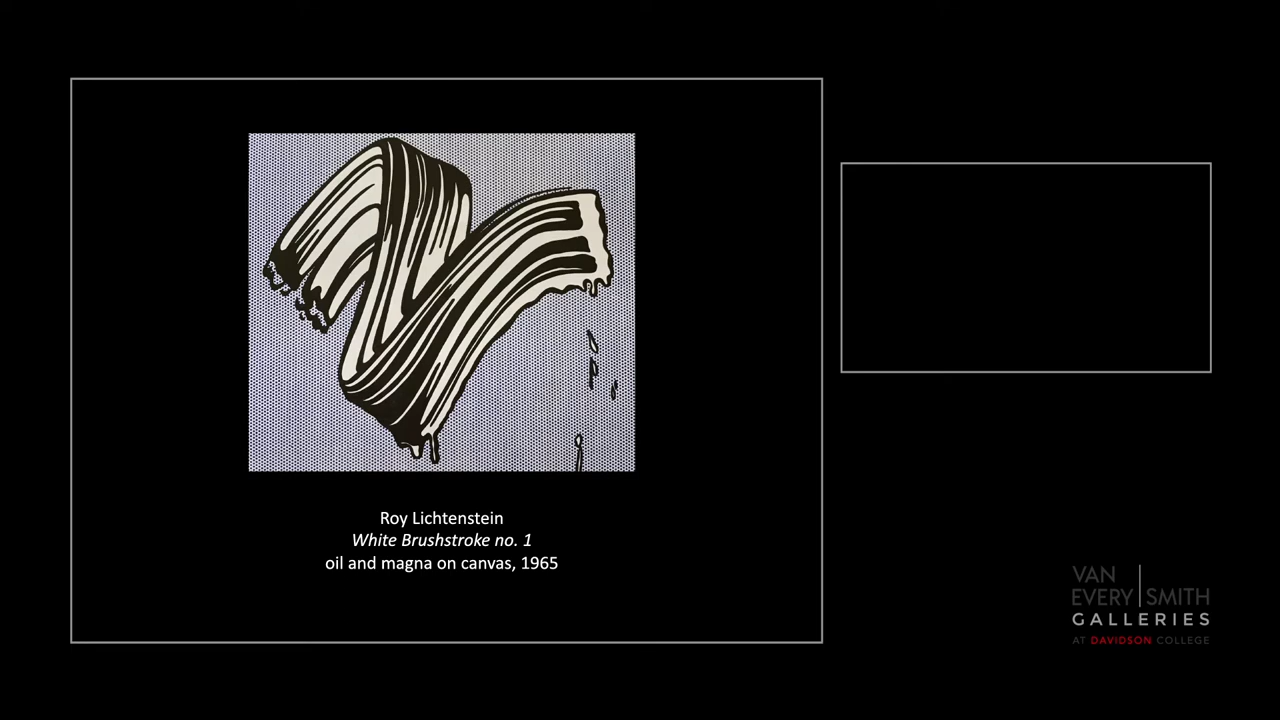 Roy Lichtenstein
White Brushstroke no. 1
oil and magna on canvas, 1965
VAN
EVERY SMITH
GALLERIES
AT DAVIDSON COLLEGE